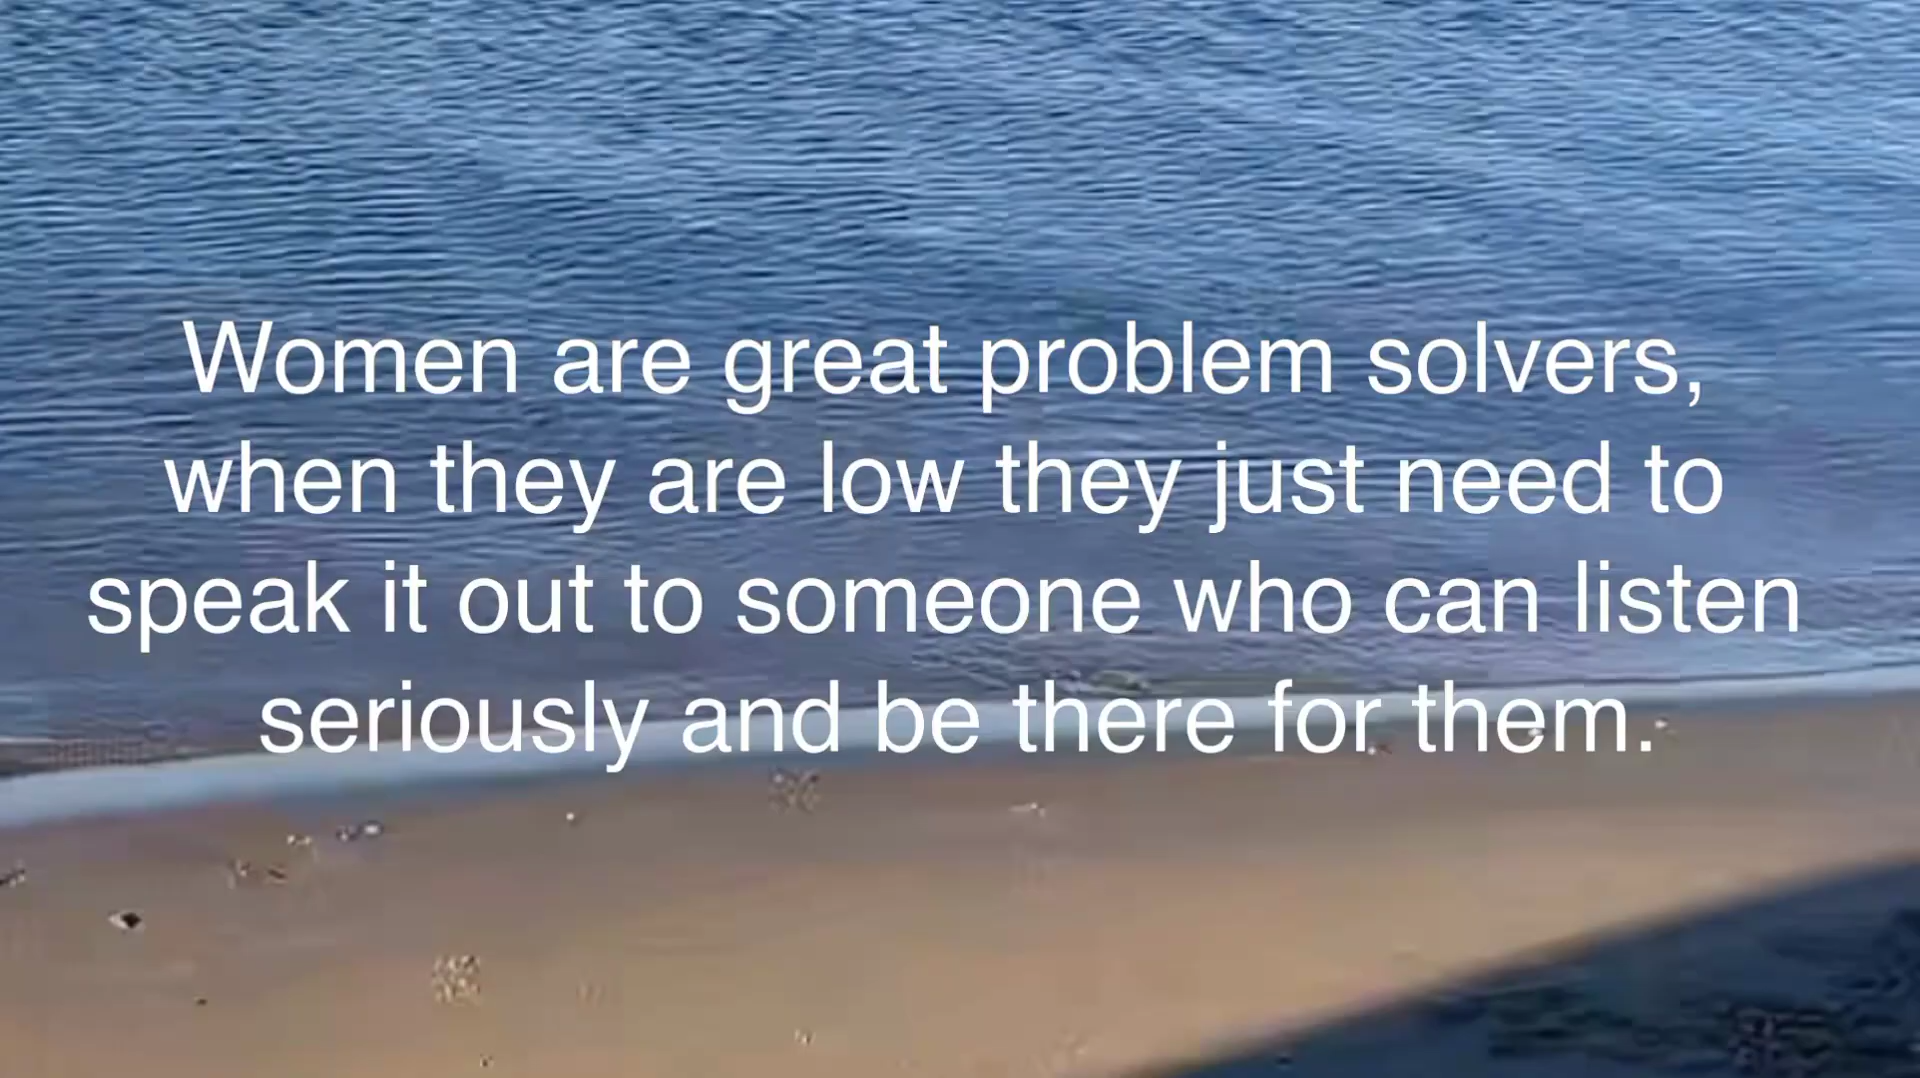 Women are great problem solvers,
when they are low they just need to
speak it out to someone who can listen
seriously and be there for them.